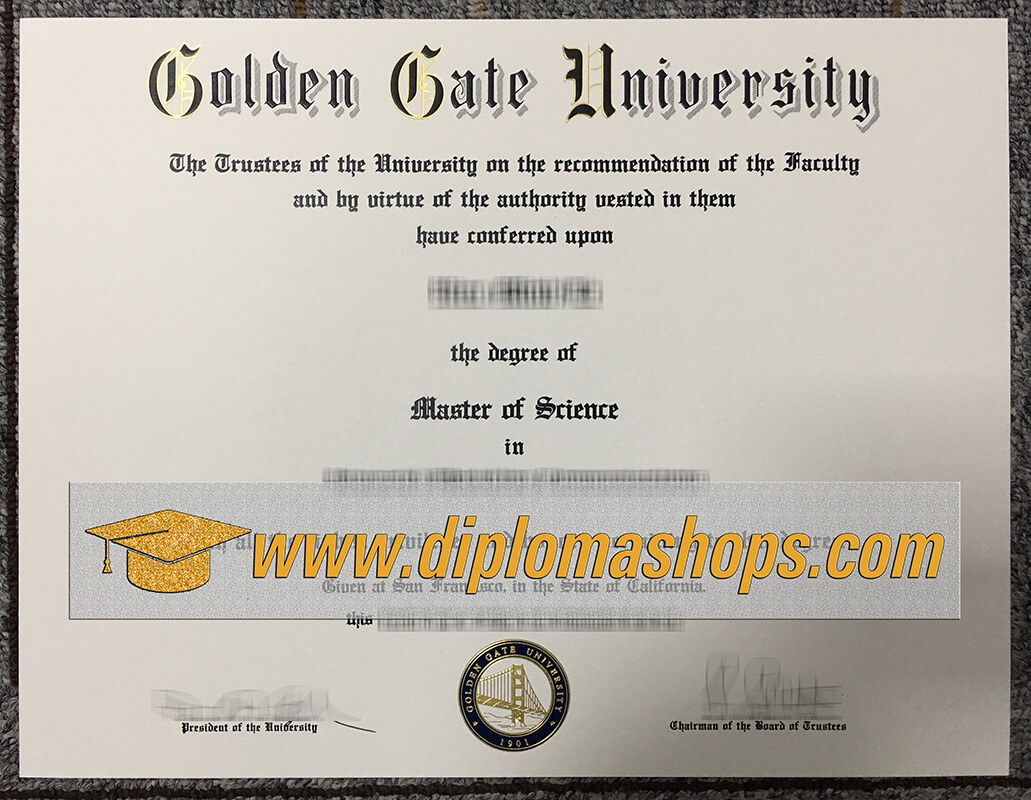 Golden Gate University
The Trustees of the University on the recommendation of the Faculty
and by virtue of the authority vested in them
have conferred upon
the degree of
Master of Science
in
www.diplomashops.com
Given at San Francisco, in the State of California.
this
GOLDEN GATE UNIVERSITY
1901
President of the University
Chairman of the Board of Trustees